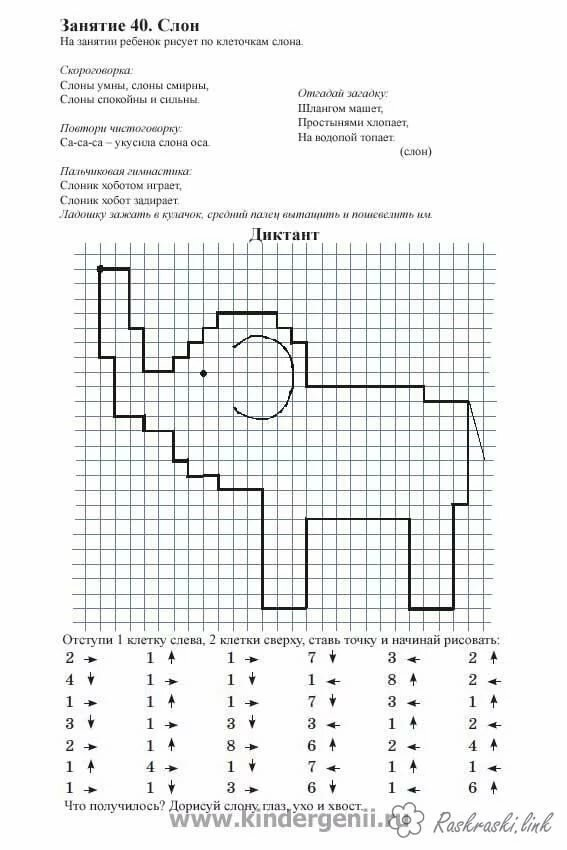 Занятие 40. Слон
На занятии ребенок рисует по клеточкам слона.
Скороговорка:
Слоны умны, слоны смирны,
Слоны спокойны и сильны.
Повтори чистоговорку:
Са-са-са – укусила слона оса.
Отгадай загадку:
Шлангом машет,
Простынями хлопает,
На водопой топает.
(слон)
Пальчиковая гимнастика:
Слоник хоботом играет,
Слоник хобот задирает.
Ладошку зажать в кулачок, средний палец вытащить и пошевелить им.
Диктант
Отступи 1 клетку слева, 2 клетки сверху, ставь точку и начинай рисовать:
2 → 1 ↑ 1 → 7 ↓ 3 ← 2 ↑
4 ↓ 1 → 1 ↓ 1 ← 8 ↑ 2 ←
1 → 1 ↑ 1 → 7 ↓ 3 ← 1 ↑
3 ↓ 1 → 3 ↓ 3 ← 1 ↑ 2 ←
2 → 1 ↑ 8 → 6 ↑ 2 ← 4 ↑
1 ↑ 4 → 1 ↓ 7 ← 1 ↑ 1 ←
1 → 1 ↓ 3 → 6 ↓ 1 ← 6 ↑
Что получилось? Дорисуй слону глаз, ухо и хвост.
www.kindergenii.ru
Raskraski.link